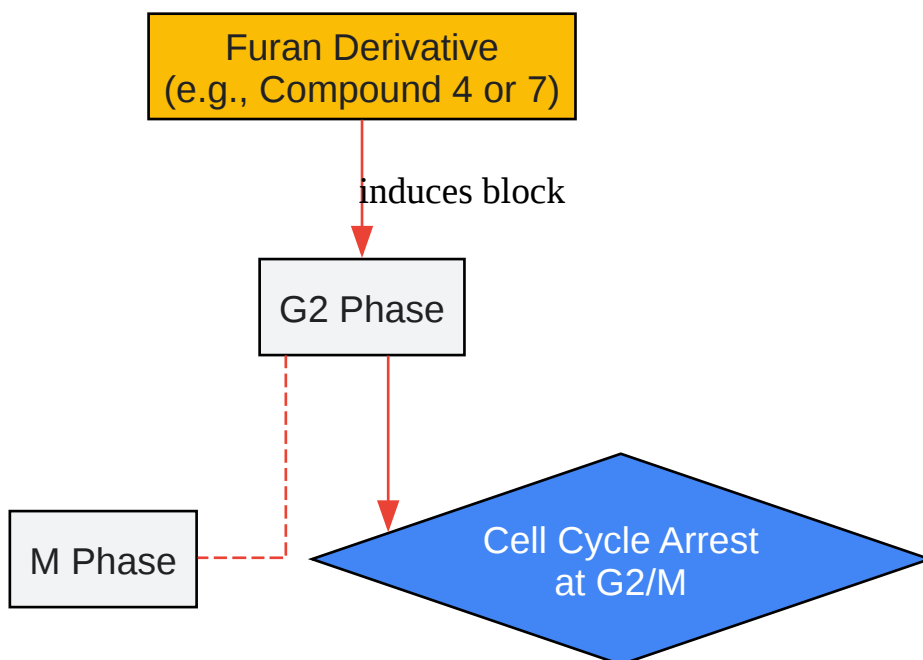 Furan Derivative
(e.g., Compound 4 or 7)
induces block
G2 Phase
M Phase
Cell Cycle Arrest
at G2/M